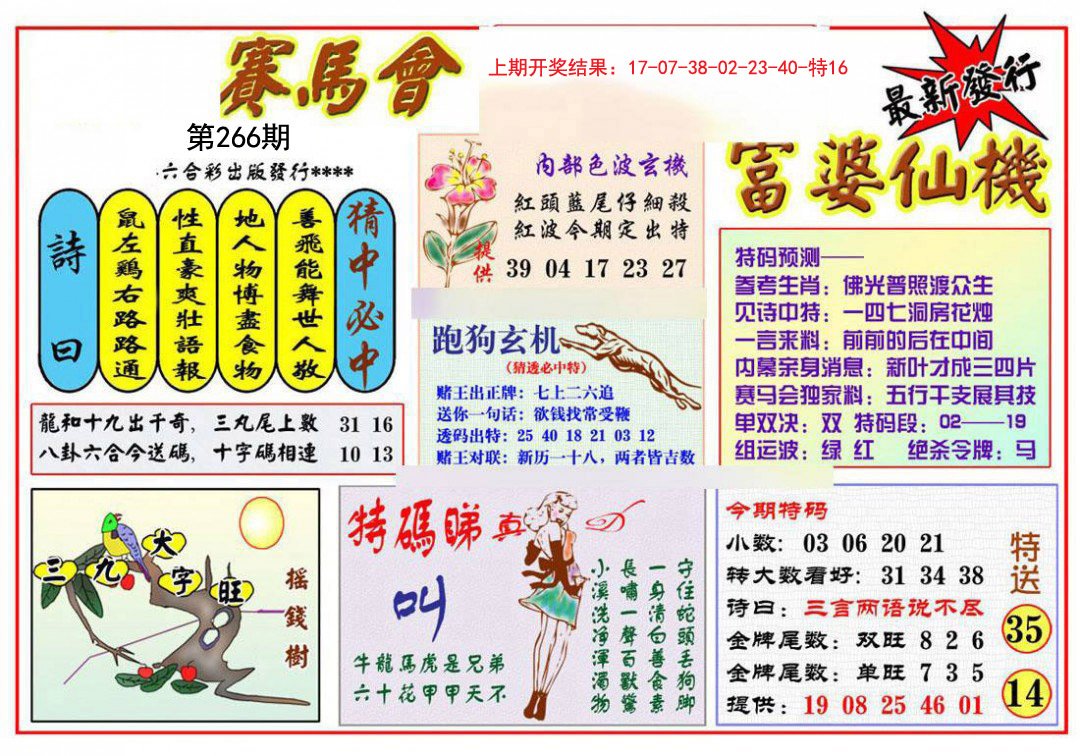 賽馬會
上期开奖结果：17-07-38-02-23-40-特16
最新發行
第266期
六合彩出版發行****
富婆仙機
詩曰
鼠左鷄右路路通
性直豪爽壯語報
地人物博盡食物
善飛能舞世人敬
猜中必中
内部色波玄機
紅頭藍尾仔細殺
紅波今期定出特
提供
39 04 17 23 27
跑狗玄机
(猜透必中特)
赌王出正牌：七上二六追
送你一句话：欲钱找常受鞭
透码出特：25 40 18 21 03 12
赌王对联：新历一十八，两者皆吉数
特码预测——
参考生肖：佛光普照渡众生
见诗中特：一四七洞房花烛
一言来料：前前的后在中间
内幕亲身消息：新叶才成三四片
赛马会独家料：五行干支展具技
单双决：双 特码段：02——19
组运波：绿 红 绝杀令牌：马
龍和十九出千奇，三九尾上數 31 16
八卦六合今送碼，十字碼相連 10 13
三九大字旺
搖錢樹
特碼睇真D
叫
牛龍馬虎是兄弟
六十花甲甲天不
守住蛇頭丢狗脚
一身清白善食素
長嘯一聲百獸驚
小溪洗净渾濁物
今期特码
小数：03 06 20 21
转大数看好：31 34 38
诗曰：三言两语说不尽
金牌尾数：双旺 8 2 6
金牌尾数：单旺 7 3 5
提供：19 08 25 46 01
特送
35
14